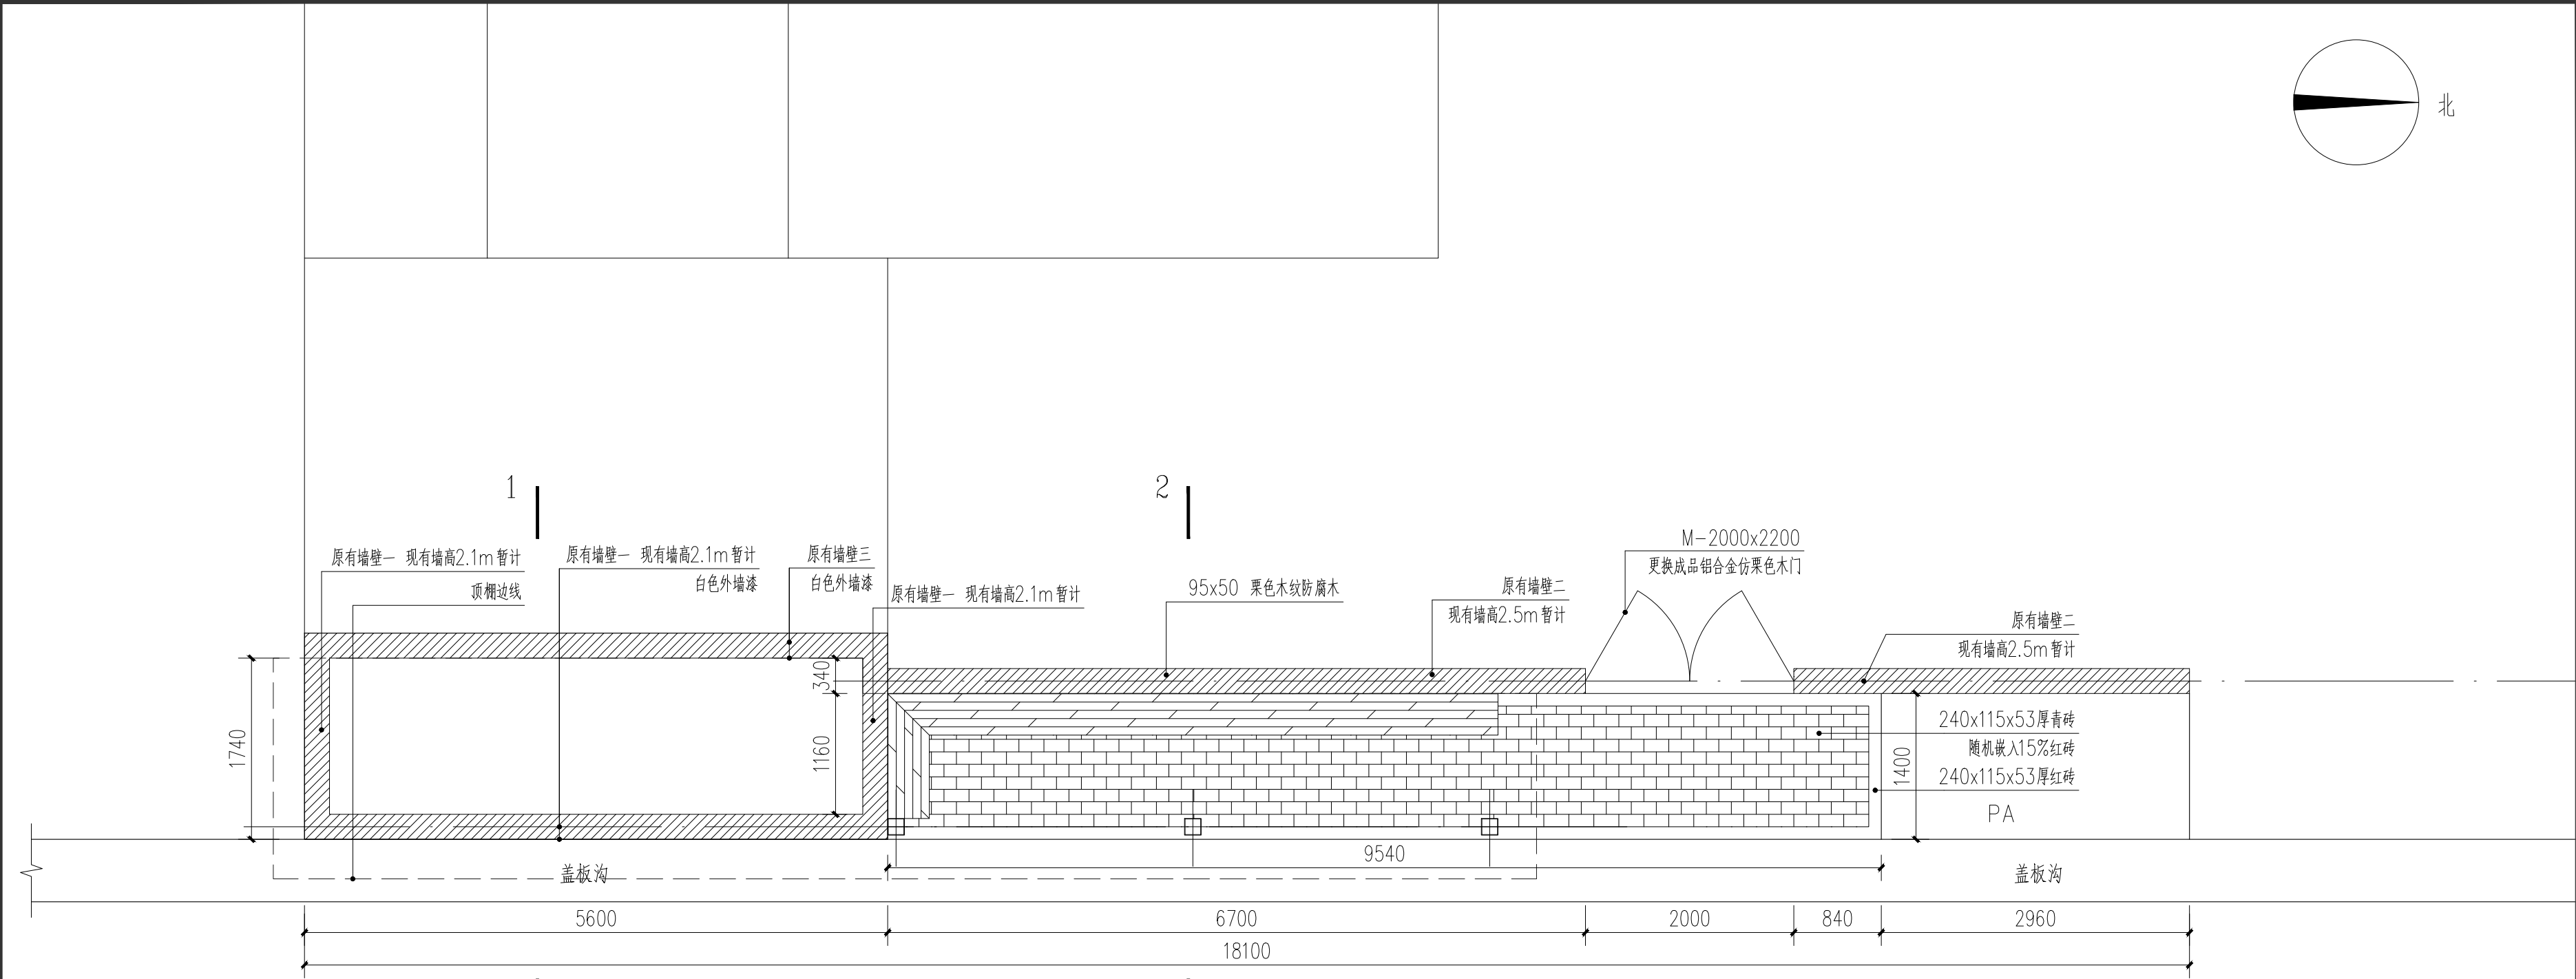 北
1
2
原有墙壁一 现有墙高2.1m暂计
顶棚边线
原有墙壁一 现有墙高2.1m暂计
白色外墙漆
原有墙壁三
白色外墙漆
原有墙壁一 现有墙高2.1m暂计
95x50 栗色木纹防腐木
原有墙壁二
现有墙高2.5m暂计
M-2000x2200
更换成品铝合金仿栗色木门
原有墙壁二
现有墙高2.5m暂计
1740
340
1160
1400
240x115x53厚青砖
随机嵌入15%红砖
240x115x53厚红砖
PA
9540
盖板沟
盖板沟
5600
6700
2000
840
2960
18100